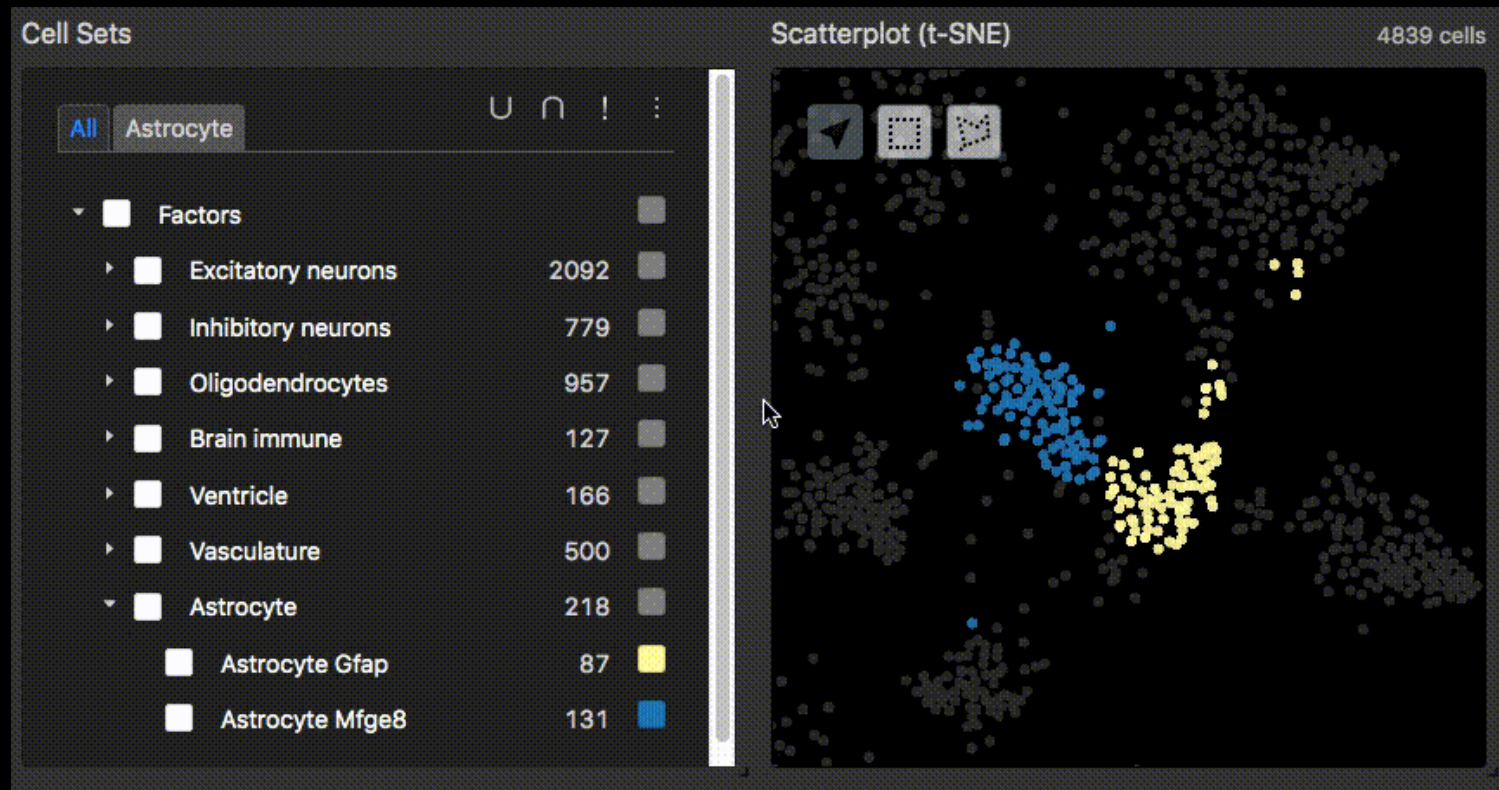 Cell Sets
Scatterplot (t-SNE)
4839 cells
All
Astrocyte
Factors
Excitatory neurons 2092
Inhibitory neurons 779
Oligodendrocytes 957
Brain immune 127
Ventricle 166
Vasculature 500
Astrocyte 218
Astrocyte Gfap 87
Astrocyte Mfge8 131